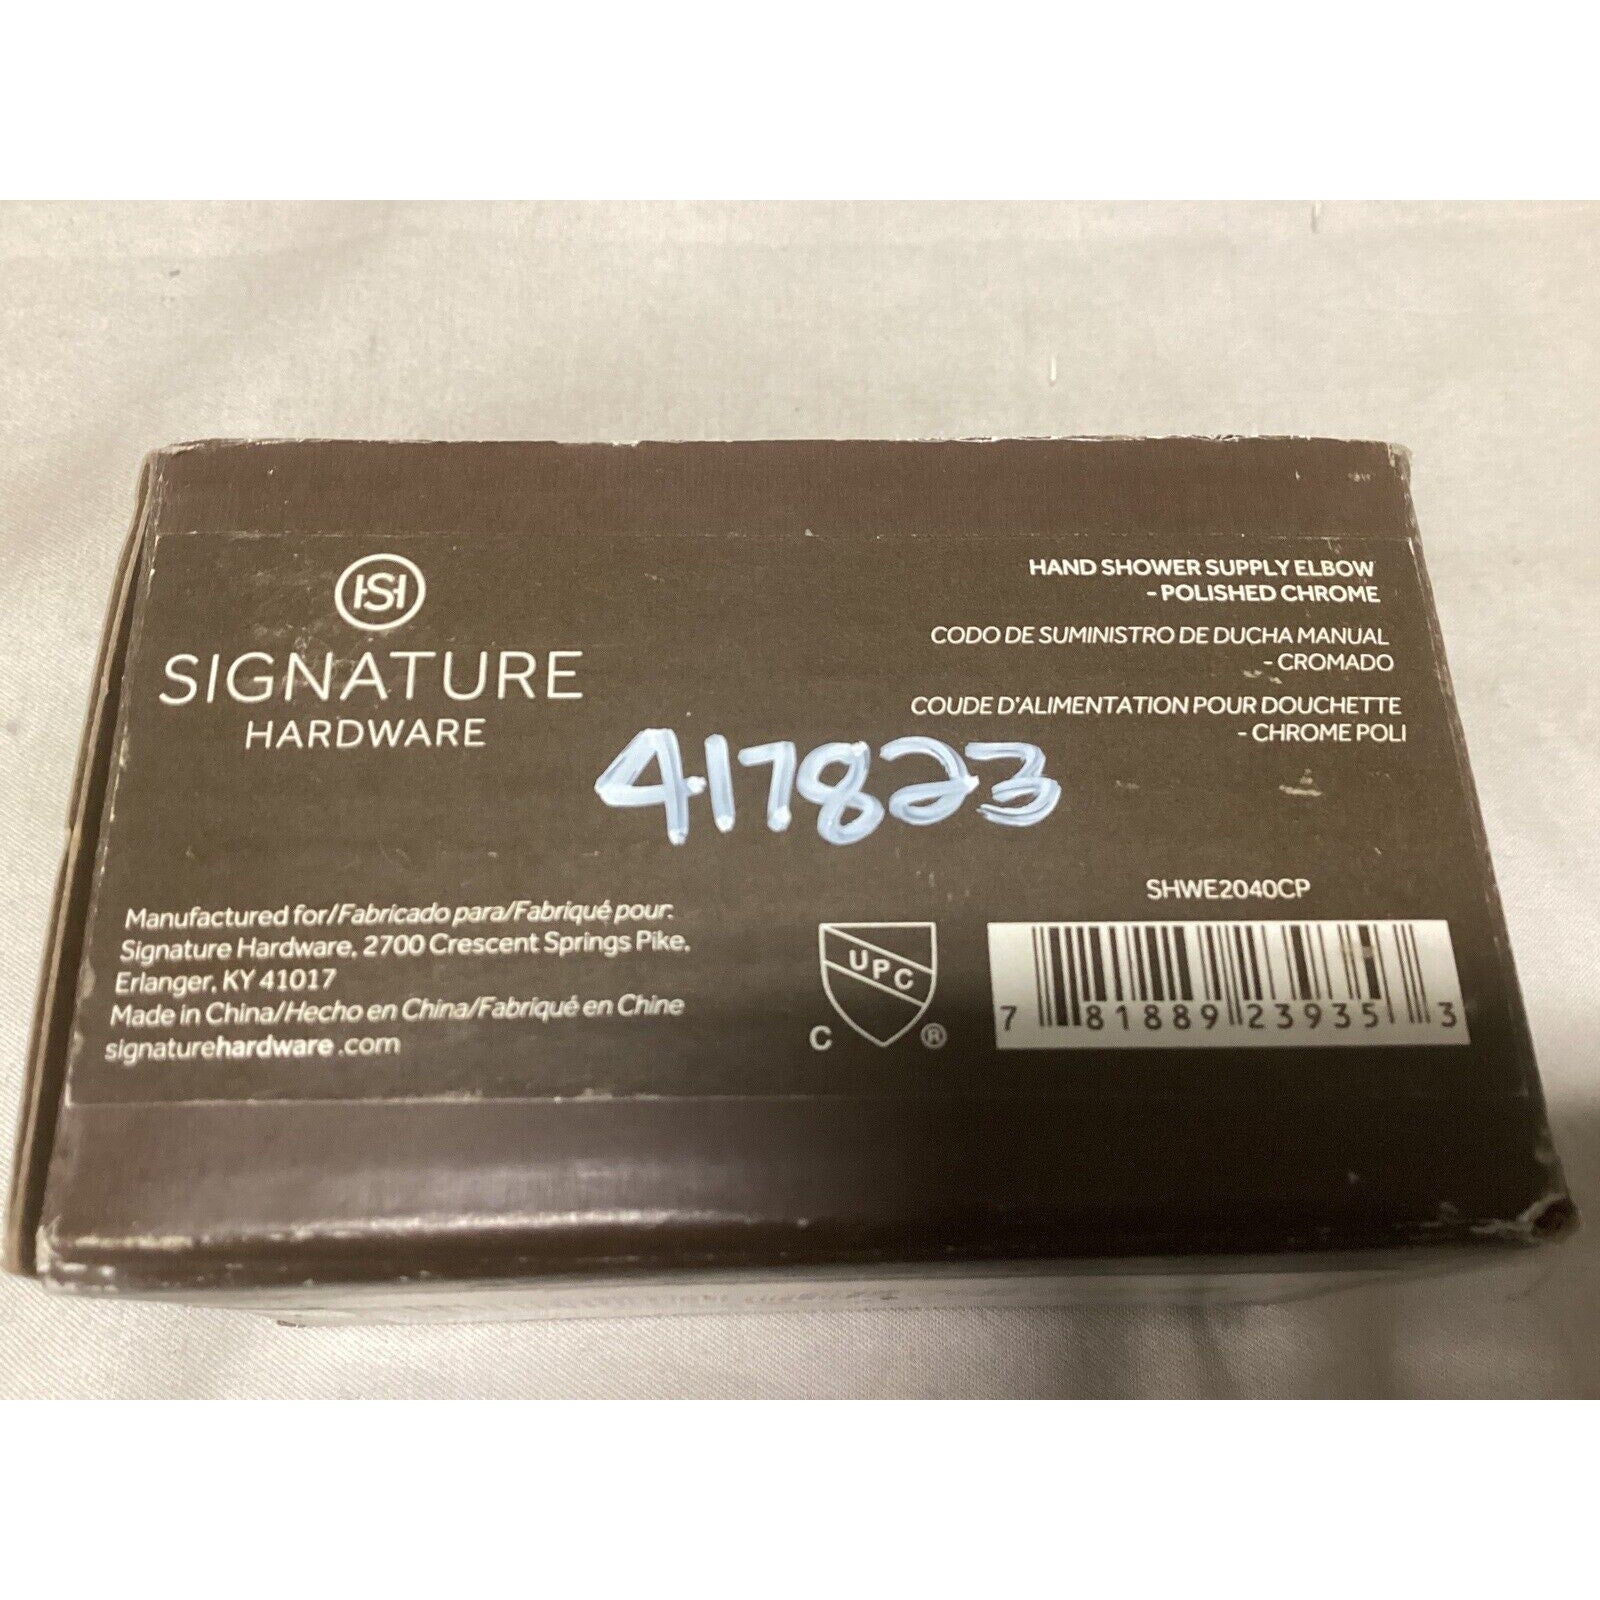 HS
SIGNATURE
HARDWARE
HAND SHOWER SUPPLY ELBOW
- POLISHED CHROME
CODO DE SUMINISTRO DE DUCHA MANUAL
- CROMADO
COUDE D'ALIMENTATION POUR DOUCHETTE
- CHROME POLI
417823
Manufactured for/Fabricado para/Fabriqué pour:
Signature Hardware, 2700 Crescent Springs Pike,
Erlanger, KY 41017
Made in China/Hecho en China/Fabriqué en Chine
signaturehardware.com
UPC
C ®
SHWE2040CP
7 81889 23935 3